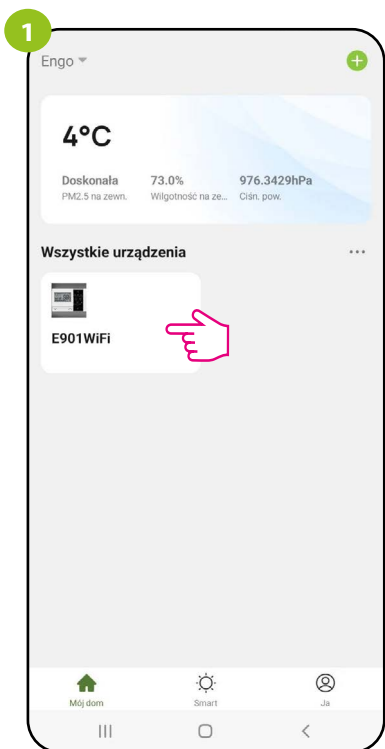 1
Engo
4°C
Doskonała 73.0% 976.3429hPa
PM2.5 na zewn. Wilgotność na ze... Ciśn. pow.
Wszystkie urządzenia
E901WiFi
Mój dom Smart Ja